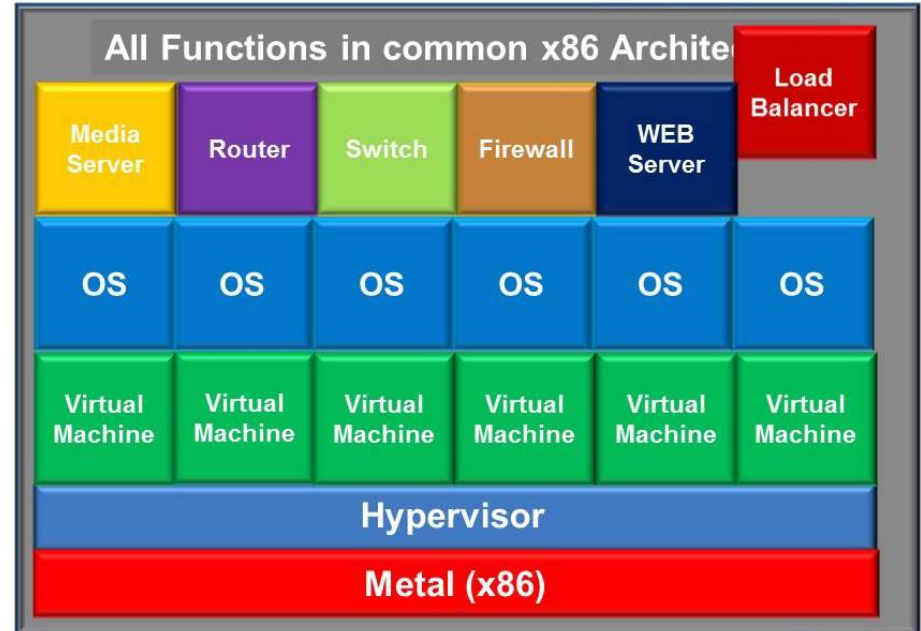 All Functions in common x86 Archite
Load
Balancer
Media
Server
Router
Switch
Firewall
WEB
Server
OS
OS
OS
OS
OS
OS
Virtual
Machine
Virtual
Machine
Virtual
Machine
Virtual
Machine
Virtual
Machine
Virtual
Machine
Hypervisor
Metal (x86)